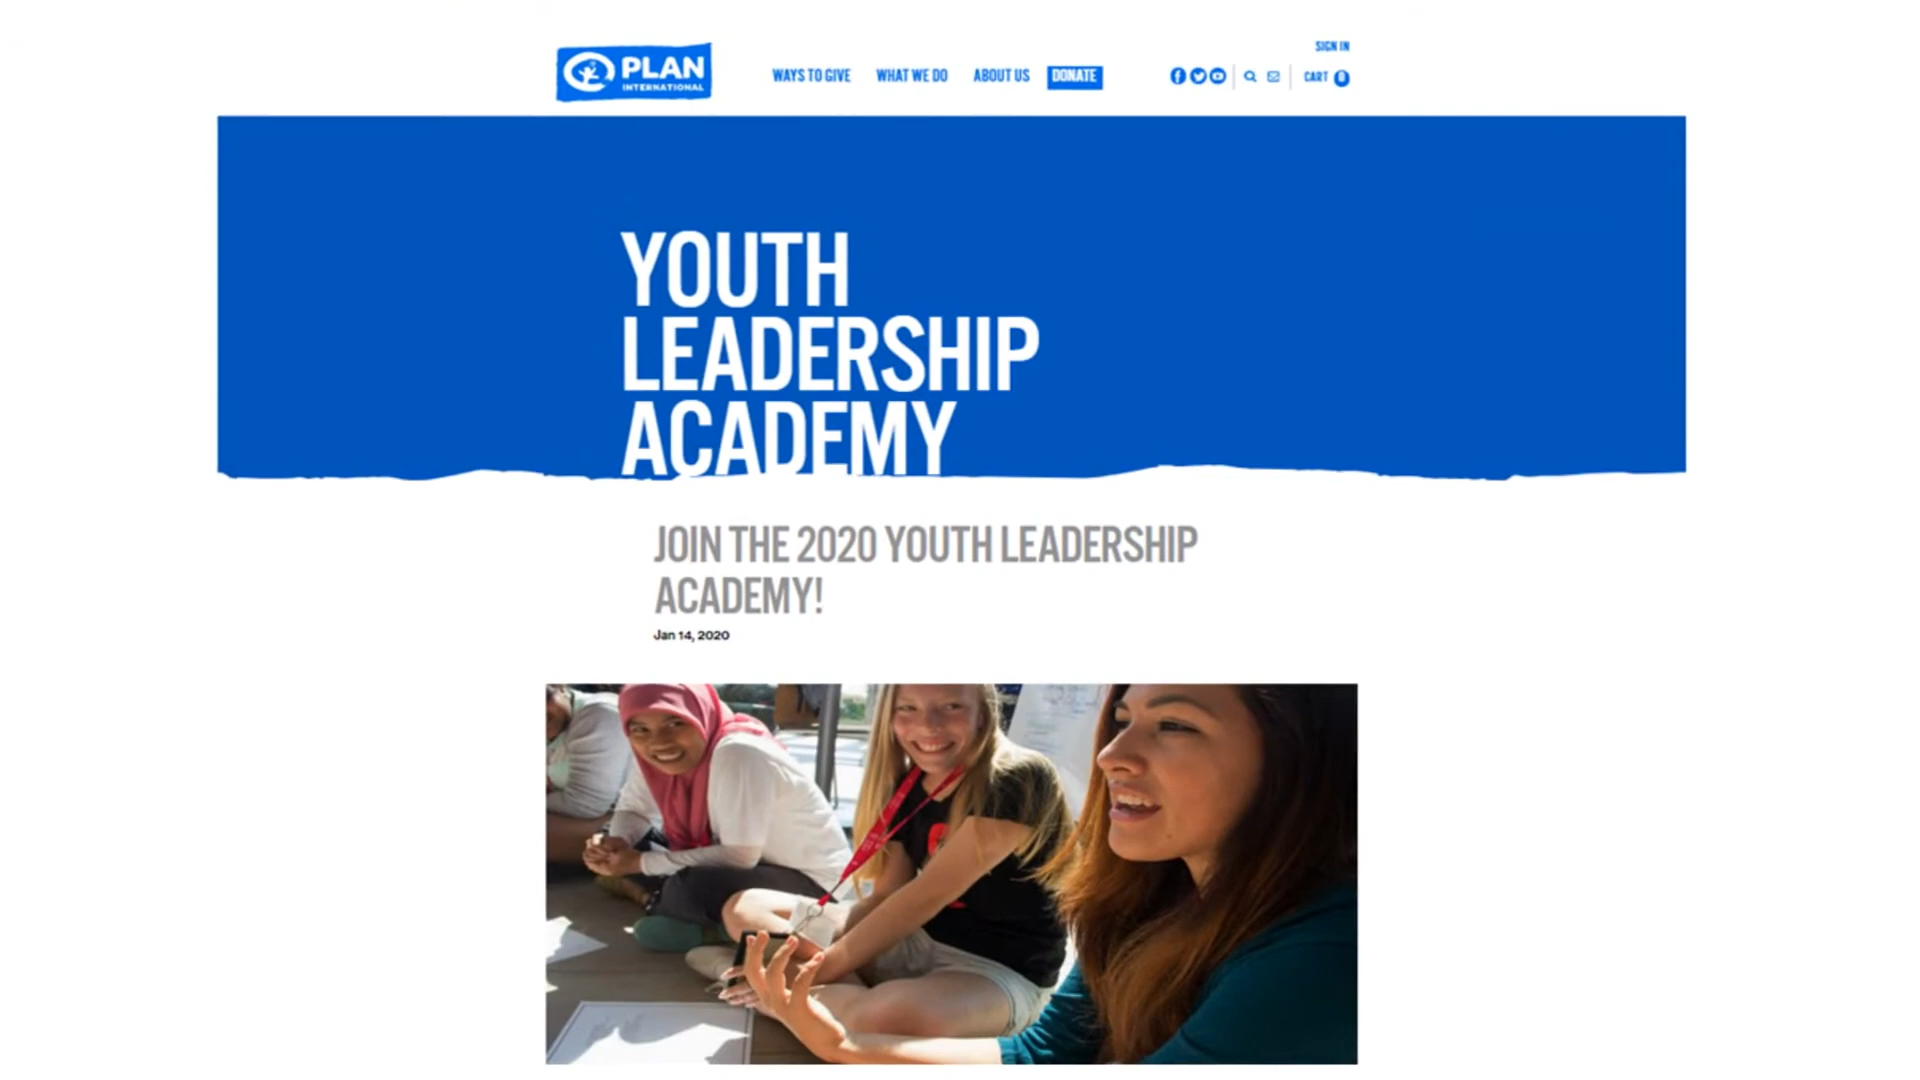 SIGN IN
PLAN
INTERNATIONAL
WAYS TO GIVE
WHAT WE DO
ABOUT US
DONATE
CART 0
YOUTH
LEADERSHIP
ACADEMY
JOIN THE 2020 YOUTH LEADERSHIP
ACADEMY!
Jan 14, 2020